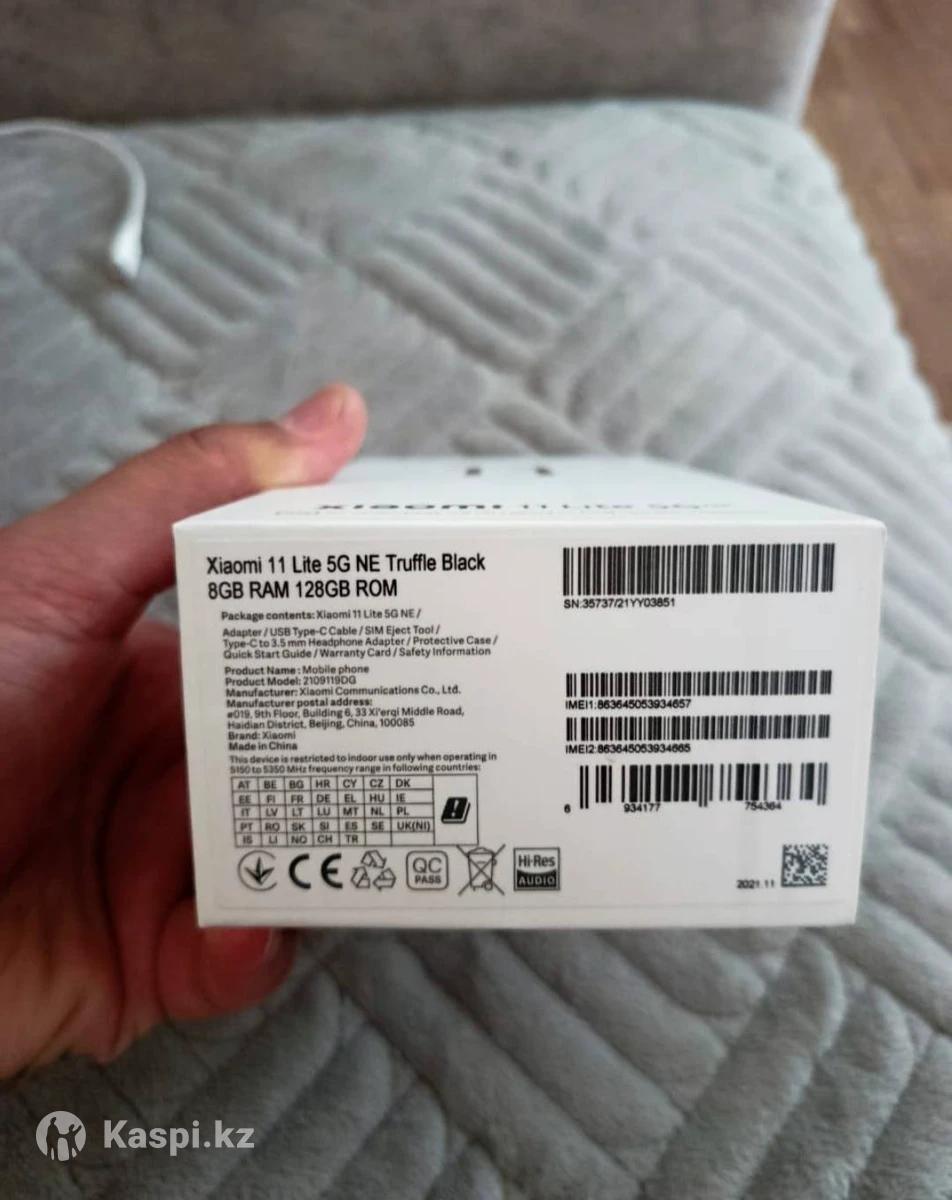 xiaomi 11 Lite 5G NE
Xiaomi 11 Lite 5G NE Truffle Black
8GB RAM 128GB ROM
Package contents: Xiaomi 11 Lite 5G NE /
Adapter / USB Type-C Cable / SIM Eject Tool /
Type-C to 3.5 mm Headphone Adapter / Protective Case /
Quick Start Guide / Warranty Card / Safety Information
Product Name : Mobile phone
Product Model: 2109119DG
Manufacturer: Xiaomi Communications Co., Ltd.
Manufacturer postal address:
#019, 9th Floor, Building 6, 33 Xi'erqi Middle Road,
Haidian District, Beijing, China, 100085
Brand: Xiaomi
Made in China
This device is restricted to indoor use only when operating in
5150 to 5350 MHz frequency range in following countries:
AT BE BG HR CY CZ DK
EE FI FR DE EL HU IE
IT LV LT LU MT NL PL
PT RO SK SI ES SE UK(NI)
IS LI NO CH TR
CE
QC
PASS
Hi-Res
AUDIO
SN:35737/21YY03851
IMEI1:863645053934657
IMEI2:863645053934665
6 934177 754364
2021.11
Kaspi.kz